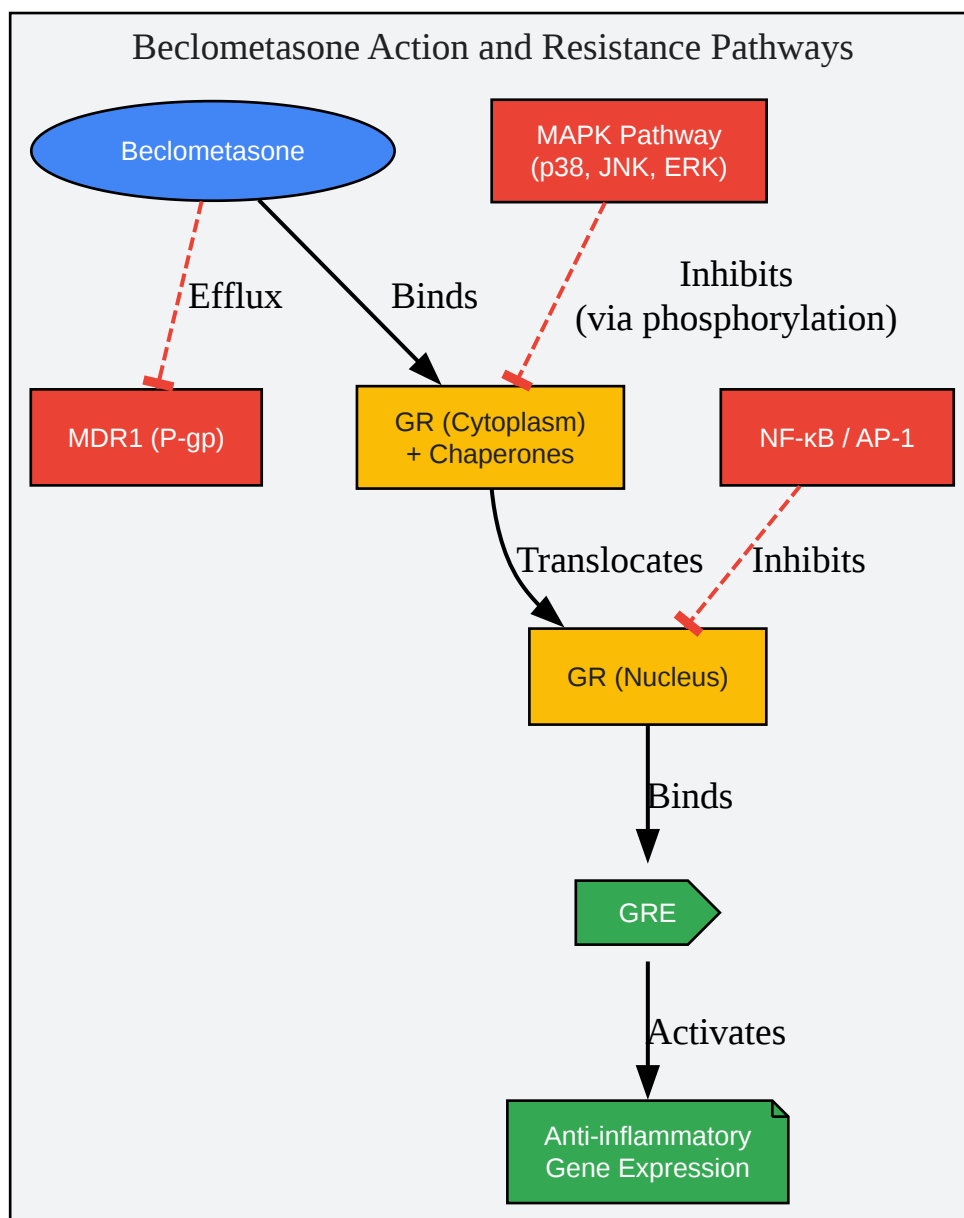 Beclometasone Action and Resistance Pathways
Beclometasone
MAPK Pathway
(p38, JNK, ERK)
Efflux
Binds
Inhibits
(via phosphorylation)
MDR1 (P-gp)
GR (Cytoplasm)
+ Chaperones
NF-κB / AP-1
Translocates
Inhibits
GR (Nucleus)
Binds
GRE
Activates
Anti-inflammatory
Gene Expression